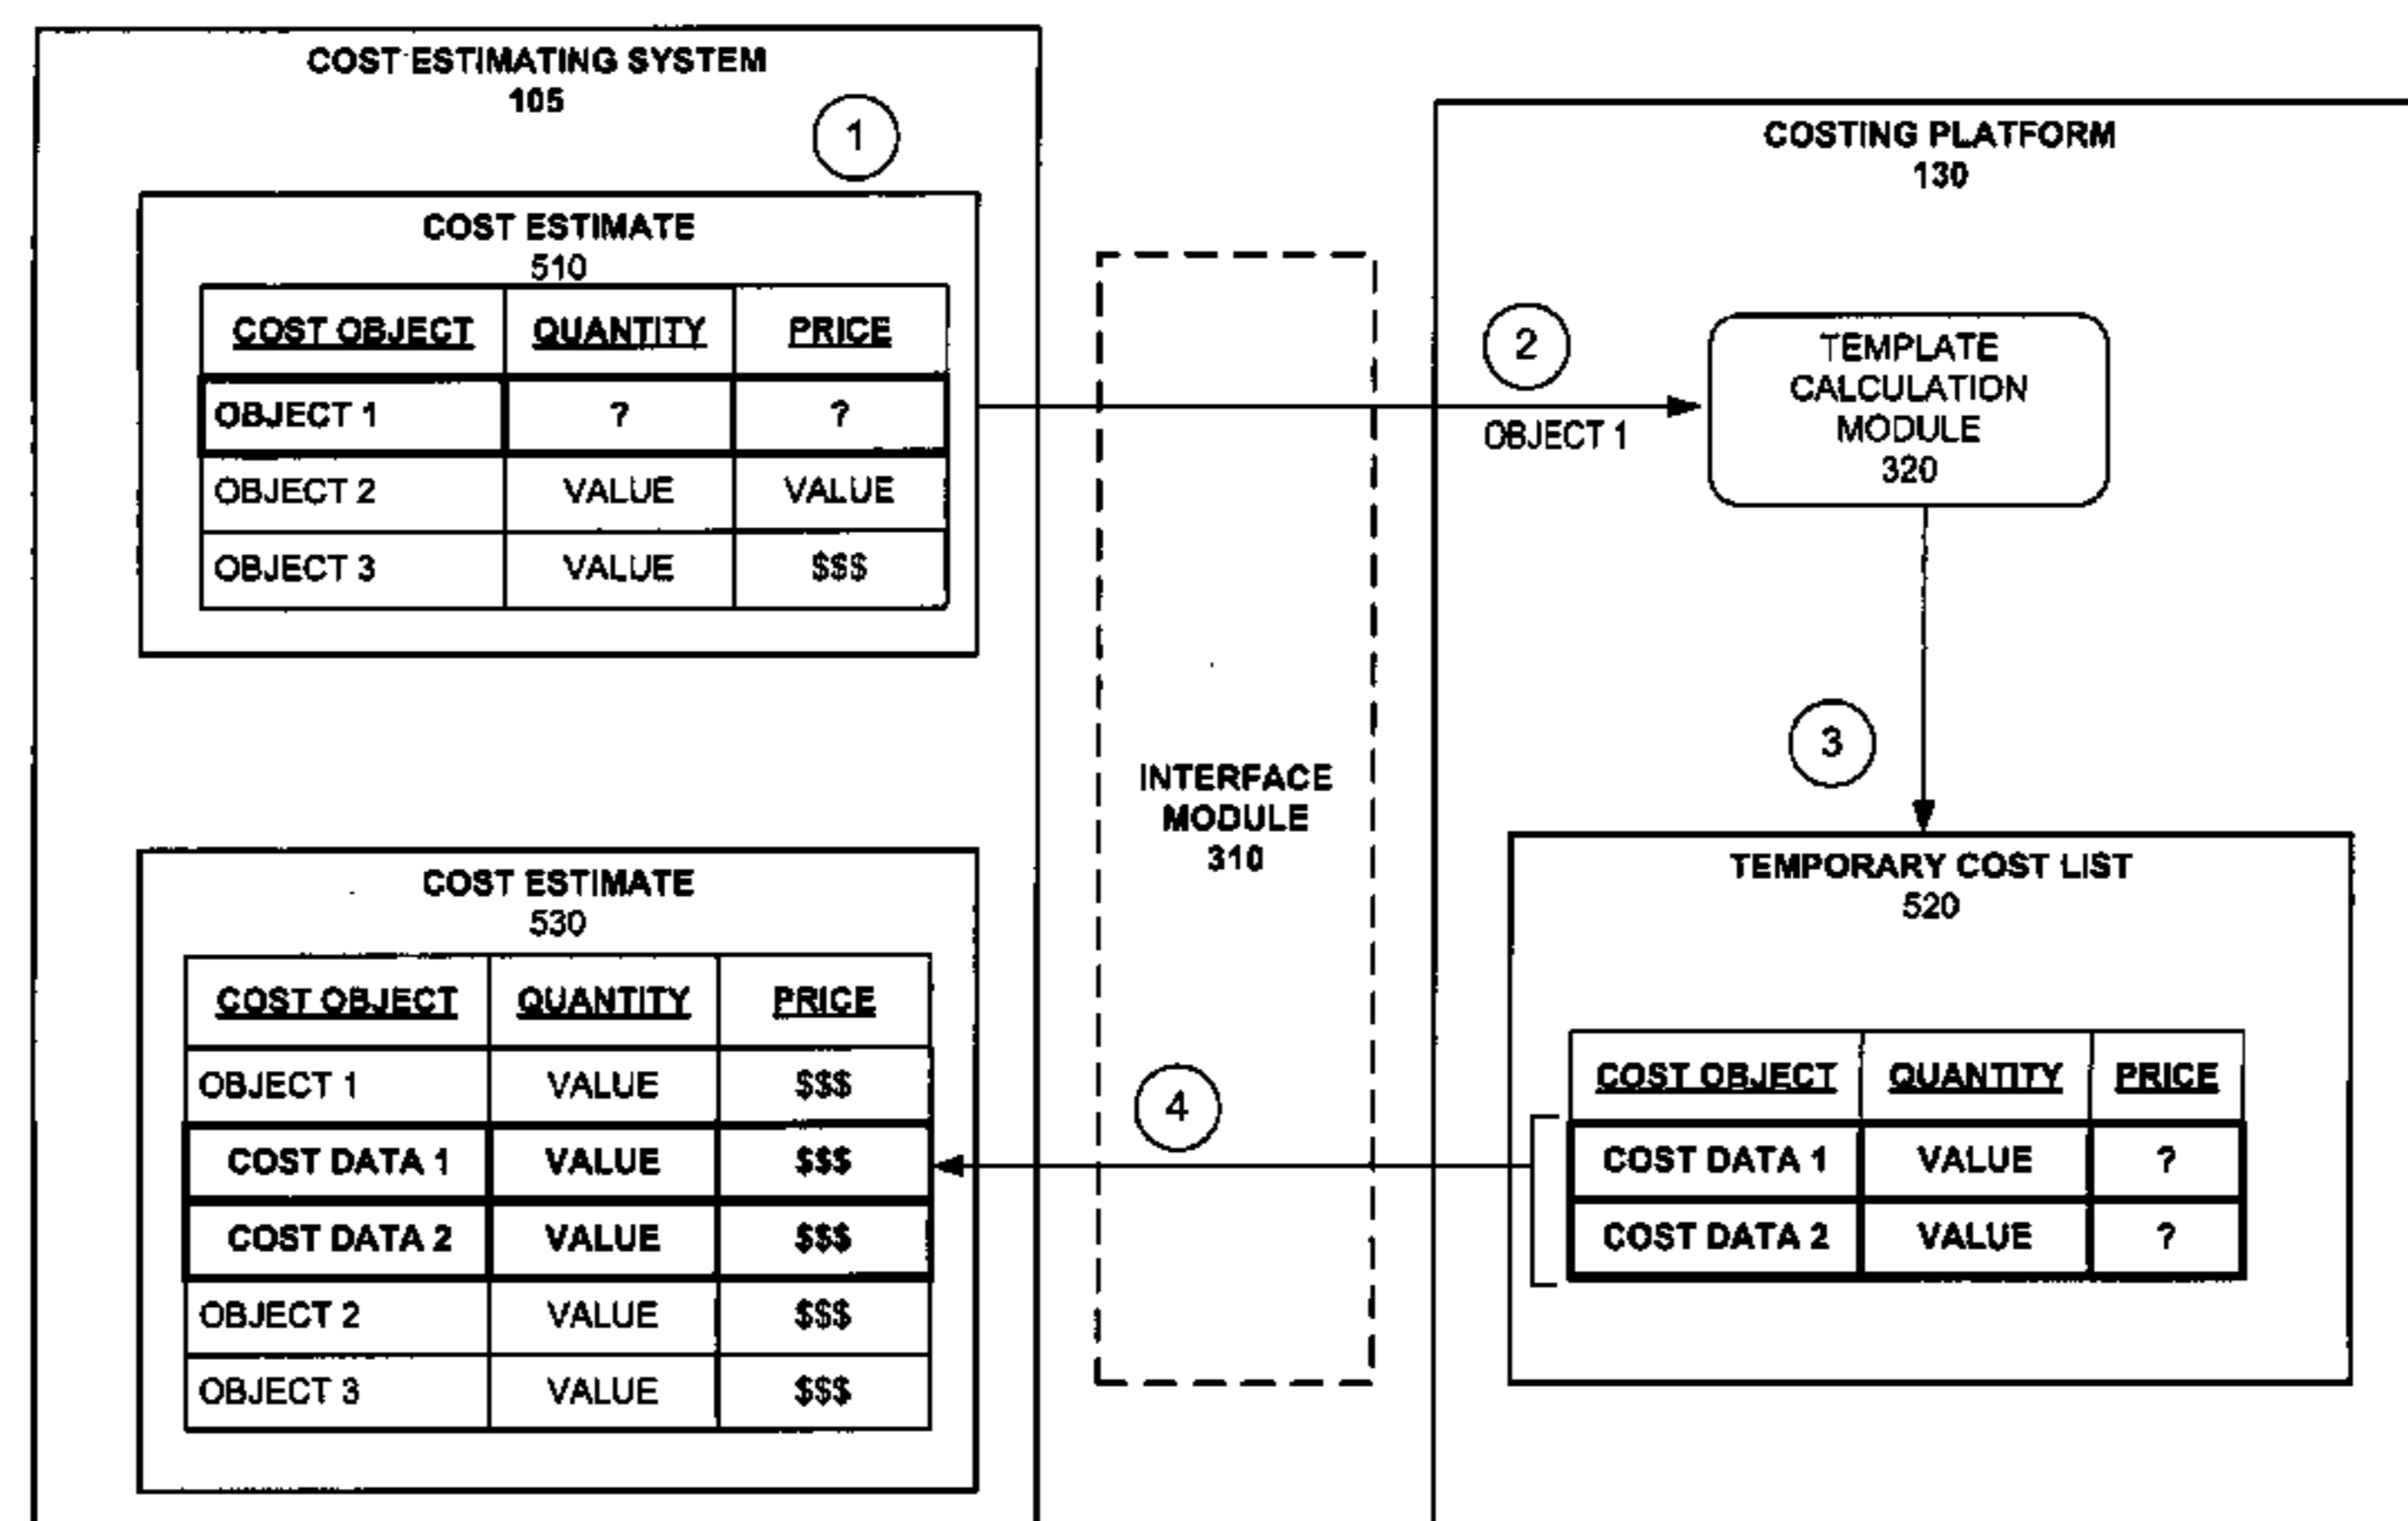 COST ESTIMATING SYSTEM
105
1
COST ESTIMATE
510
COST OBJECT QUANTITY PRICE
OBJECT 1 ? ?
OBJECT 2 VALUE VALUE
OBJECT 3 VALUE $$$
COST ESTIMATE
530
COST OBJECT QUANTITY PRICE
OBJECT 1 VALUE $$$
COST DATA 1 VALUE $$$
COST DATA 2 VALUE $$$
OBJECT 2 VALUE $$$
OBJECT 3 VALUE $$$
INTERFACE
MODULE
310
4
COSTING PLATFORM
130
2
OBJECT 1
TEMPLATE
CALCULATION
MODULE
320
3
TEMPORARY COST LIST
520
COST OBJECT QUANTITY PRICE
COST DATA 1 VALUE ?
COST DATA 2 VALUE ?